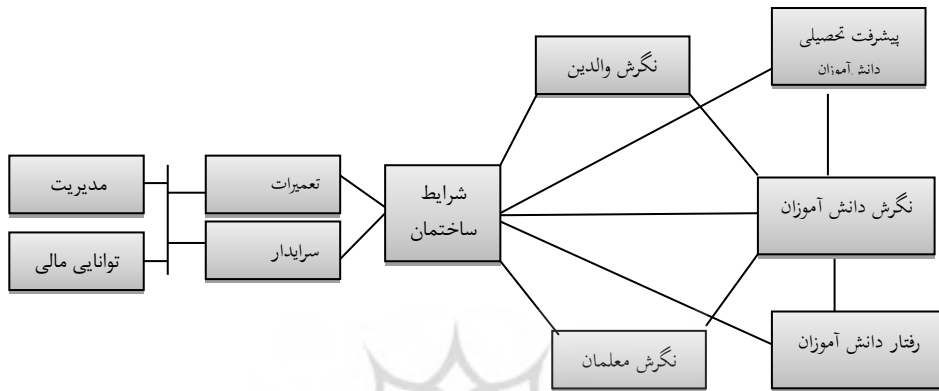 پیشرفت تحصیلی
دانش‌آموزان
نگرش والدین
مدیریت
تعمیرات
شرایط
ساختمان
نگرش دانش آموزان
توانایی مالی
سرایدار
نگرش معلمان
رفتار دانش آموزان